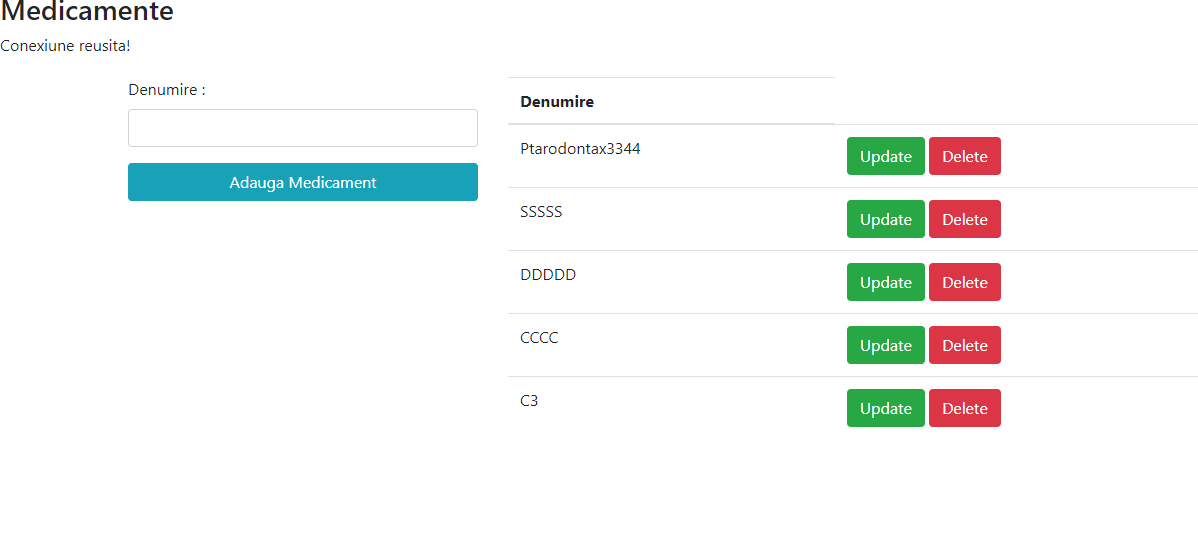 Medicamente
Conexiune reusita!
Denumire :
Adauga Medicament
Denumire
Ptarodontax3344 Update Delete
SSSSS Update Delete
DDDDD Update Delete
CCCC Update Delete
C3 Update Delete